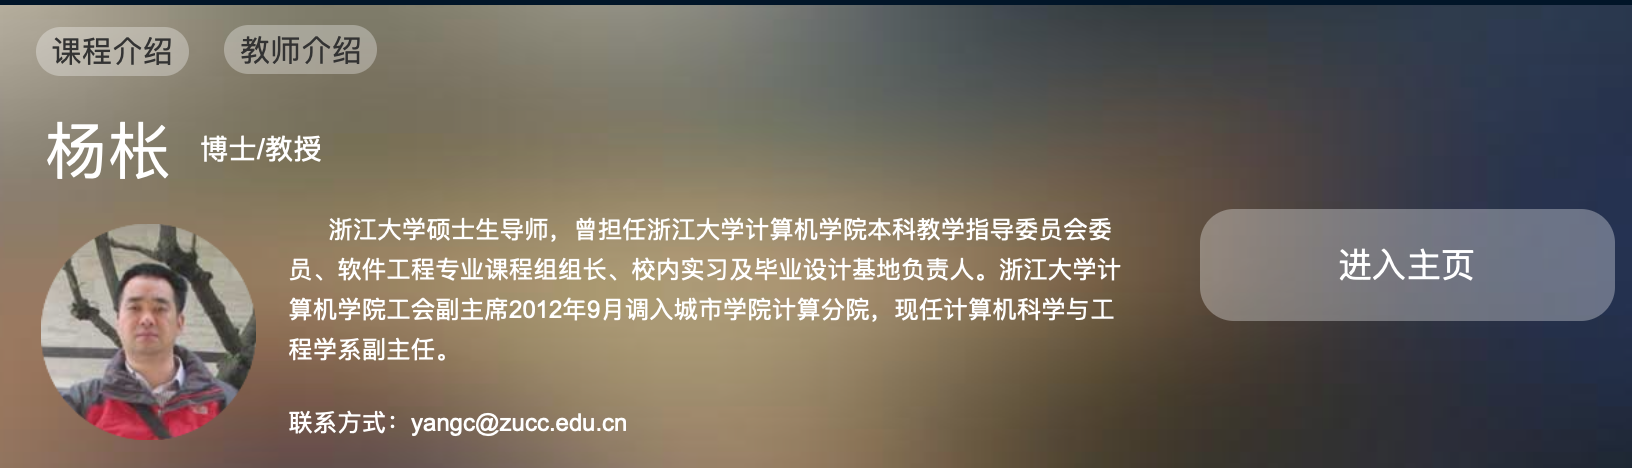 课程介绍 教师介绍
杨枨 博士/教授
浙江大学硕士生导师，曾担任浙江大学计算机学院本科教学指导委员会委
员、软件工程专业课程组组长、校内实习及毕业设计基地负责人。浙江大学计
算机学院工会副主席2012年9月调入城市学院计算分院，现任计算机科学与工
程学系副主任。
进入主页
联系方式：yangc@zucc.edu.cn